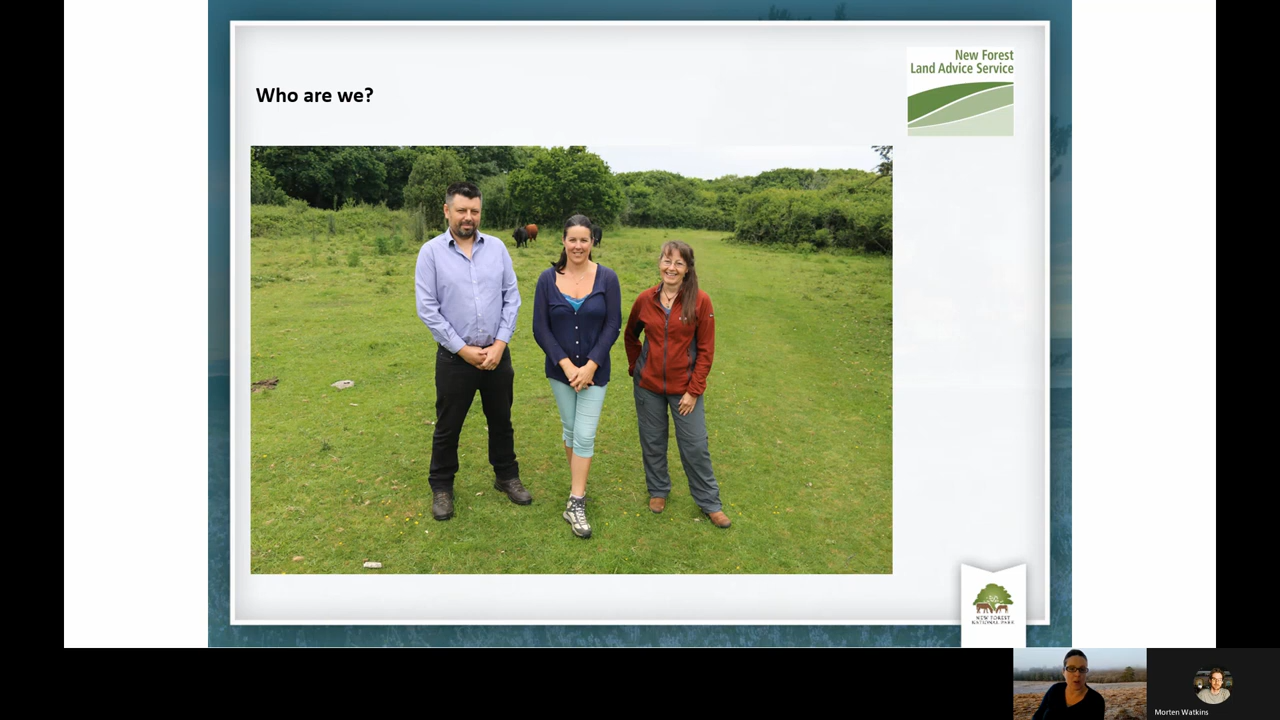 New Forest
Land Advice Service
Who are we?
NEW FOREST
NATIONAL PARK
Morten Watkins